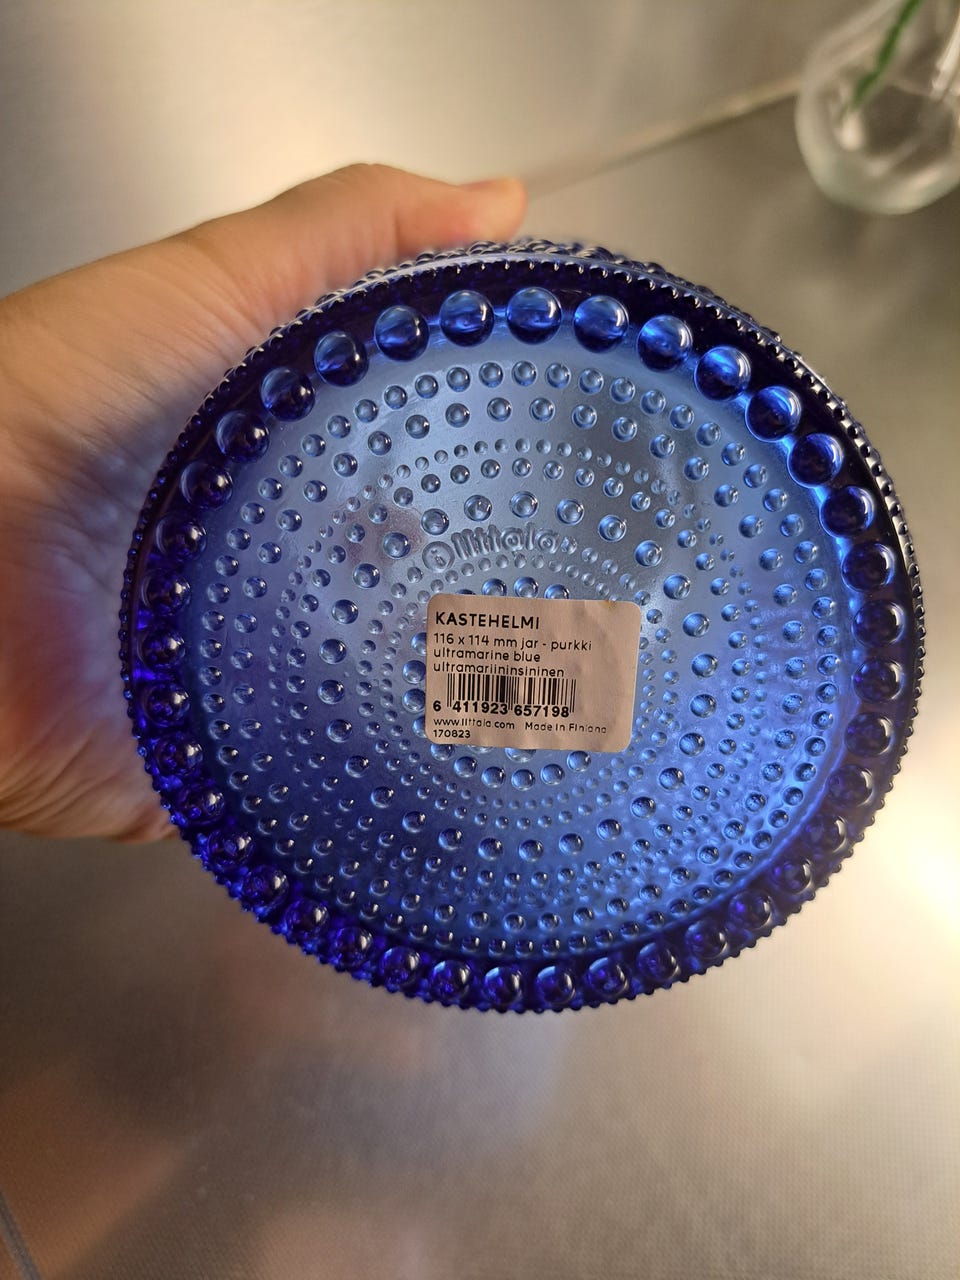 iittala
KASTEHELMI
116 x 114 mm jar - purkki
ultramarine blue
ultramariininsininen
6 411923 657198
www.iittala.com Made in Finland
170823